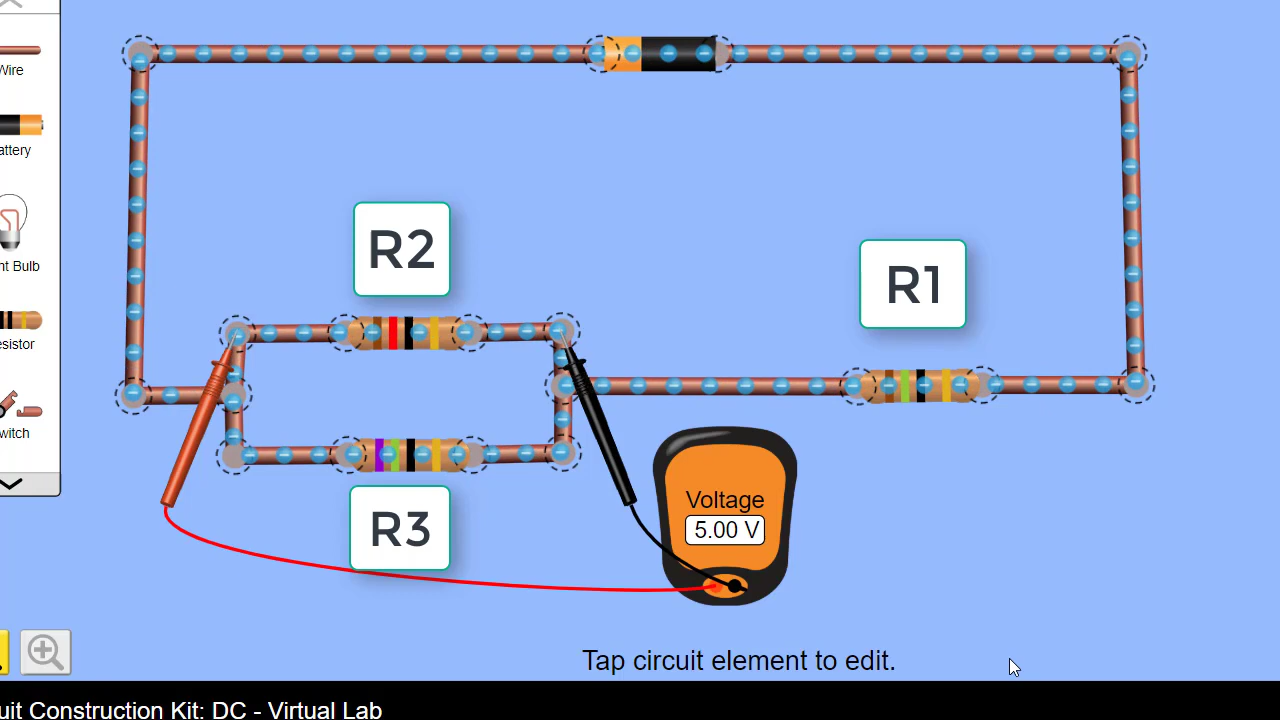 Wire
attery
R2
R1
nt Bulb
esistor
witch
R3
Voltage
5.00 V
Tap circuit element to edit.
uit Construction Kit: DC - Virtual Lab